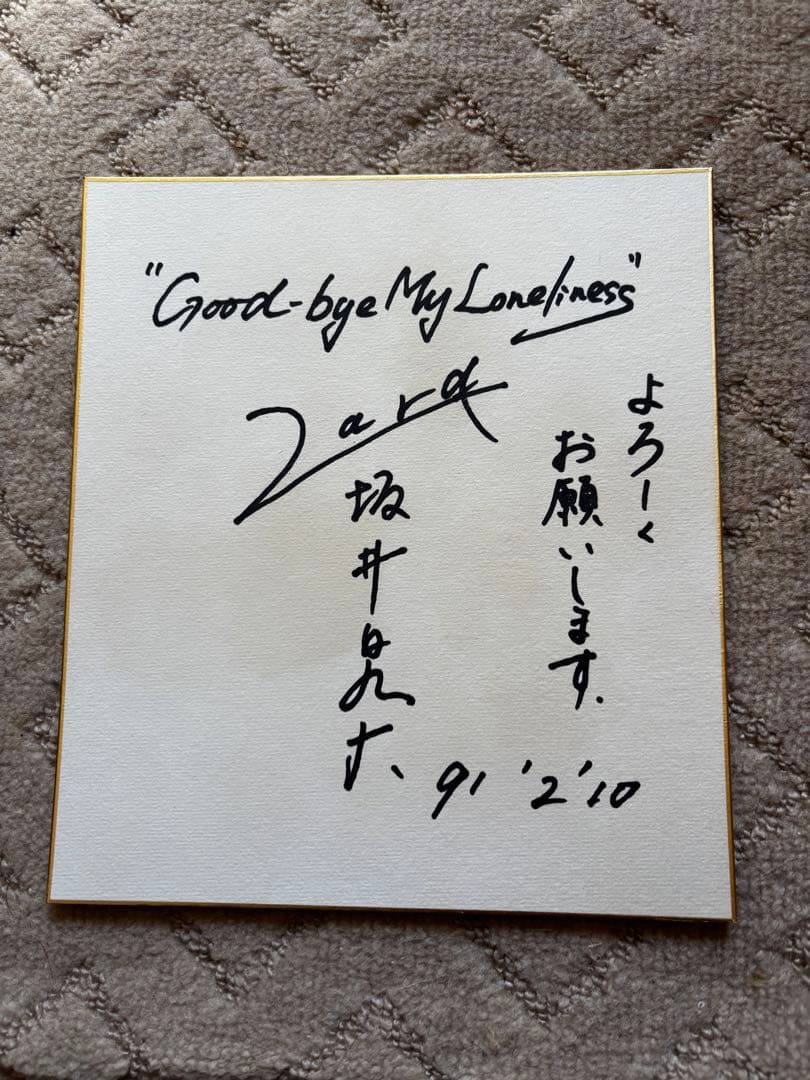 "Good-bye My Loneliness"
Zard
坂井泉水
よろしく
お願いします。
91 '2 '10